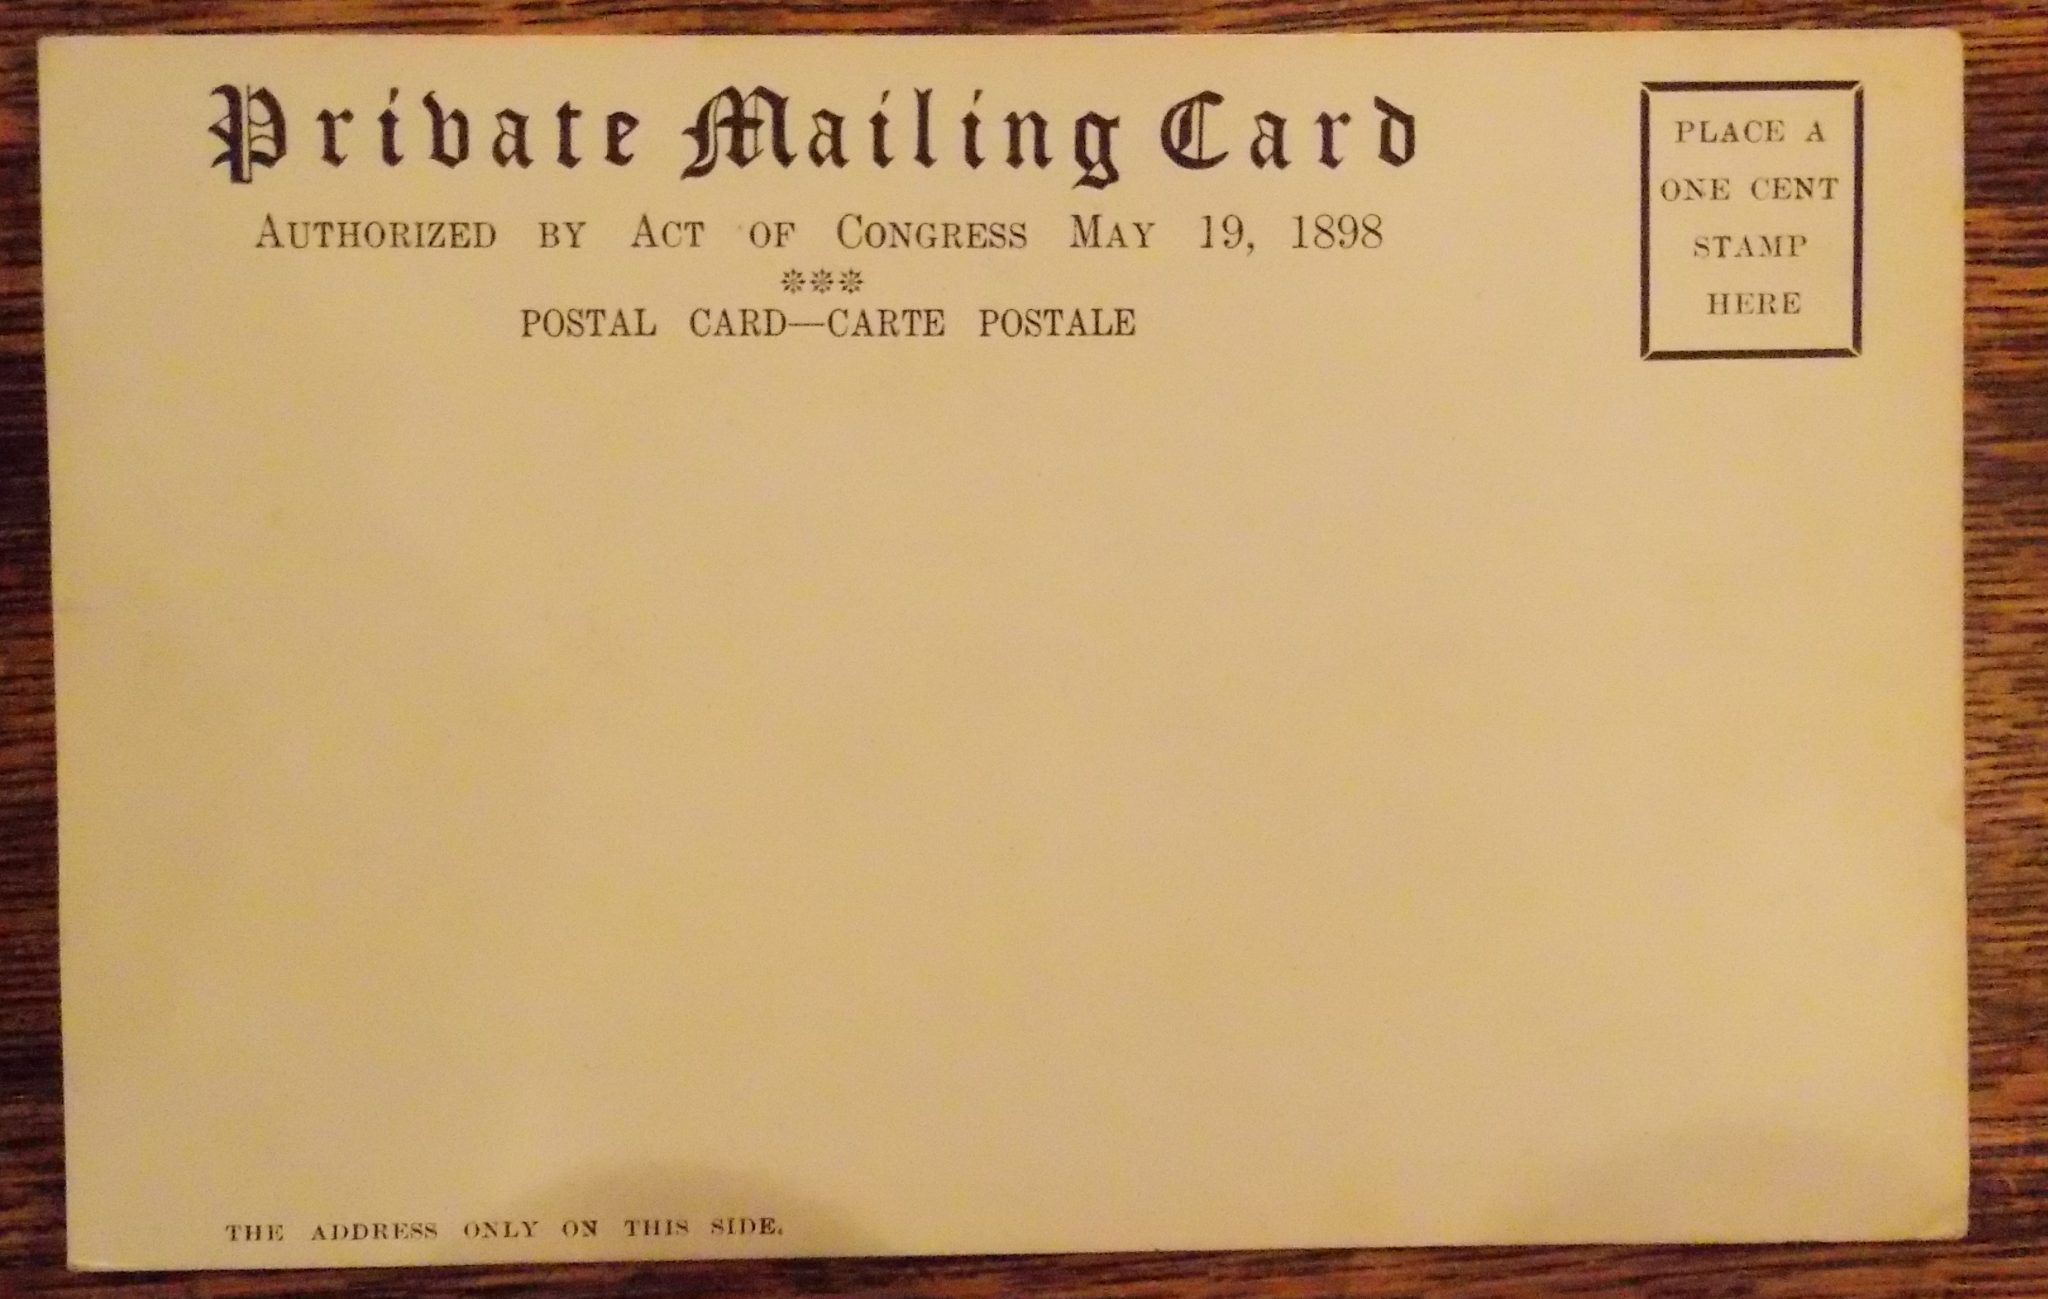 Private Mailing Card
AUTHORIZED BY ACT OF CONGRESS MAY 19, 1898
***
POSTAL CARD—CARTE POSTALE
PLACE A
ONE CENT
STAMP
HERE
THE ADDRESS ONLY ON THIS SIDE.